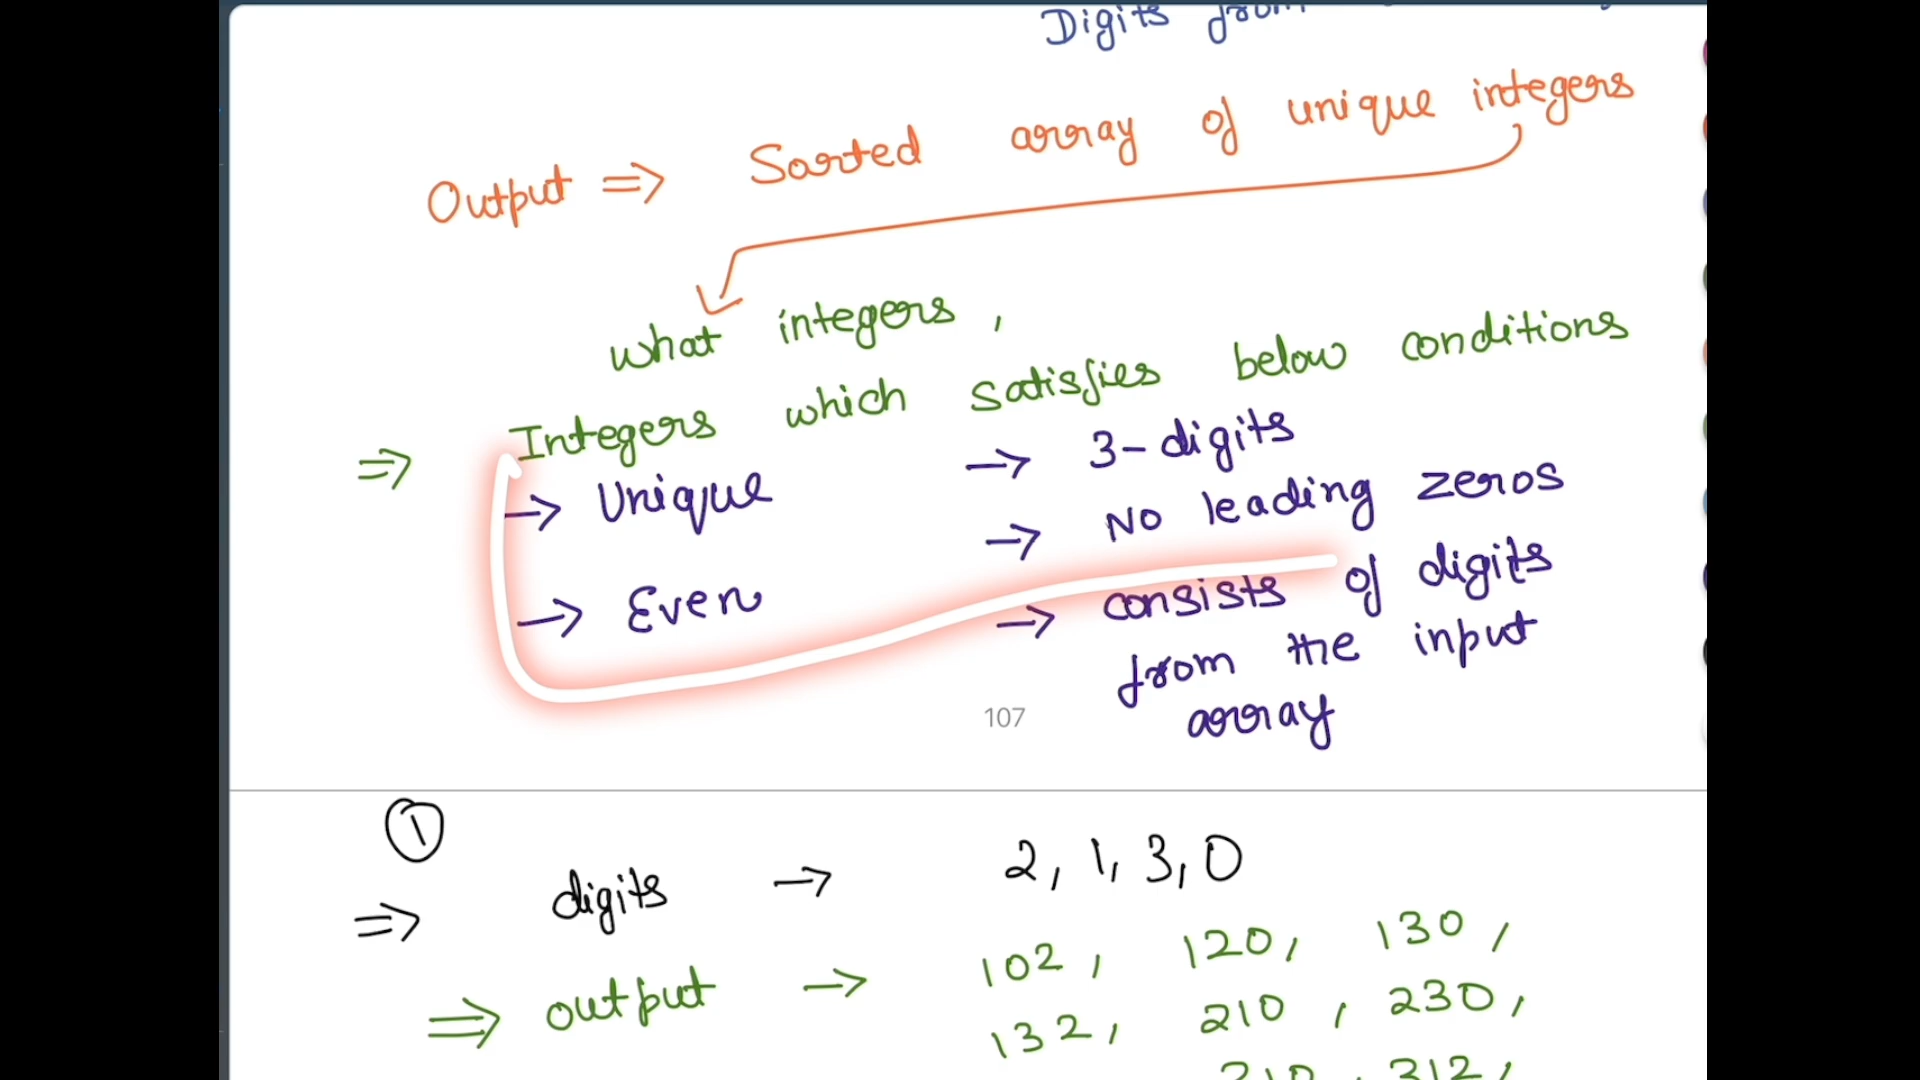 Digits from
Output => Sorted array of unique integers
what integers,
=> Integers which satisfies below conditions
-> Unique -> 3-digits
-> No leading zeros
-> Even -> consists of digits
from the input
array
107
①
=> digits -> 2, 1, 3, 0
=> output -> 102, 120, 130,
132, 210, 230,
310, 312,